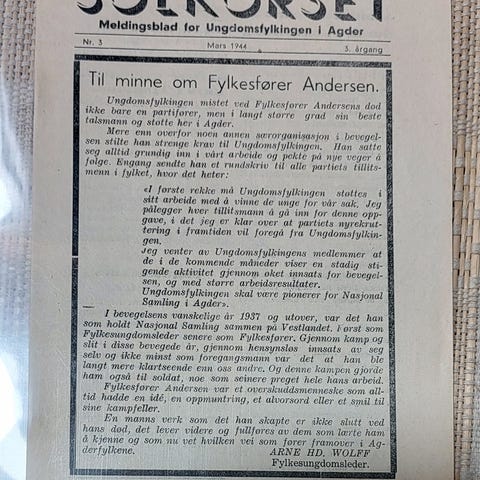 SOLKORSET
Meldingsblad for Ungdomsfylkingen i Agder
Nr. 3 Mars 1944 3. årgang
Til minne om Fylkesfører Andersen.
Ungdomsfylkingen mistet ved Fylkesfører Andersens død
ikke bare en partifører, men i langt større grad sin beste
talsmann og støtte her i Agder.
Mere enn overfor noen annen særorganisasjon i bevegel-
sen stilte han strenge krav til Ungdomsfylkingen. Han satte
seg alltid grundig inn i vårt arbeide og pekte på nye veger å
følge. Engang sendte han et rundskriv til alle partiets tillits-
menn i fylket, hvor det heter:
«I første rekke må Ungdomsfylkingen støttes i
sitt arbeide med å vinne de unge for vår sak. Jeg
pålegger hver tillitsmann å gå inn for denne opp-
gave, i det jeg er klar over at partiets nyrekrut-
tering i framtiden vil foregå fra Ungdomsfylkin-
gen.
Jeg venter av Ungdomsfylkingens medlemmer at
de i de kommende måneder viser en stadig sti-
gende aktivitet gjennom øket innsats for bevegel-
sen, og med større arbeidsresultater.
Ungdomsfylkingen skal være pionerer for Nasjonal
Samling i Agder».
I bevegelsens vanskelige år 1937 og utover, var det han
som holdt Nasjonal Samling sammen på Vestlandet. Først som
Fylkesungdomsleder senere som Fylkesfører. Gjennom kamp og
slit i disse bevegede år, gjennom hensynsløs innsats av seg
selv og ikke minst som foregangsmann var det at han ble
langt mere klartseende enn oss andre. Og denne kampen gjorde
ham også til soldat, noe som seinere preget hele hans arbeid.
Fylkesfører Andersen var et overskuddsmenneske som all-
tid hadde en idé, en oppmuntring, et alvorsord eller et smil til
sine kampfeller.
En manns verk som det han skapte er ikke slutt ved
hans død, det lever videre og fullføres av dem som lærte ham
å kjenne og som nu vet hvilken vei som fører framover i Ag-
derfylkene.
ARNE HD. WOLFF
Fylkesungdomsleder.